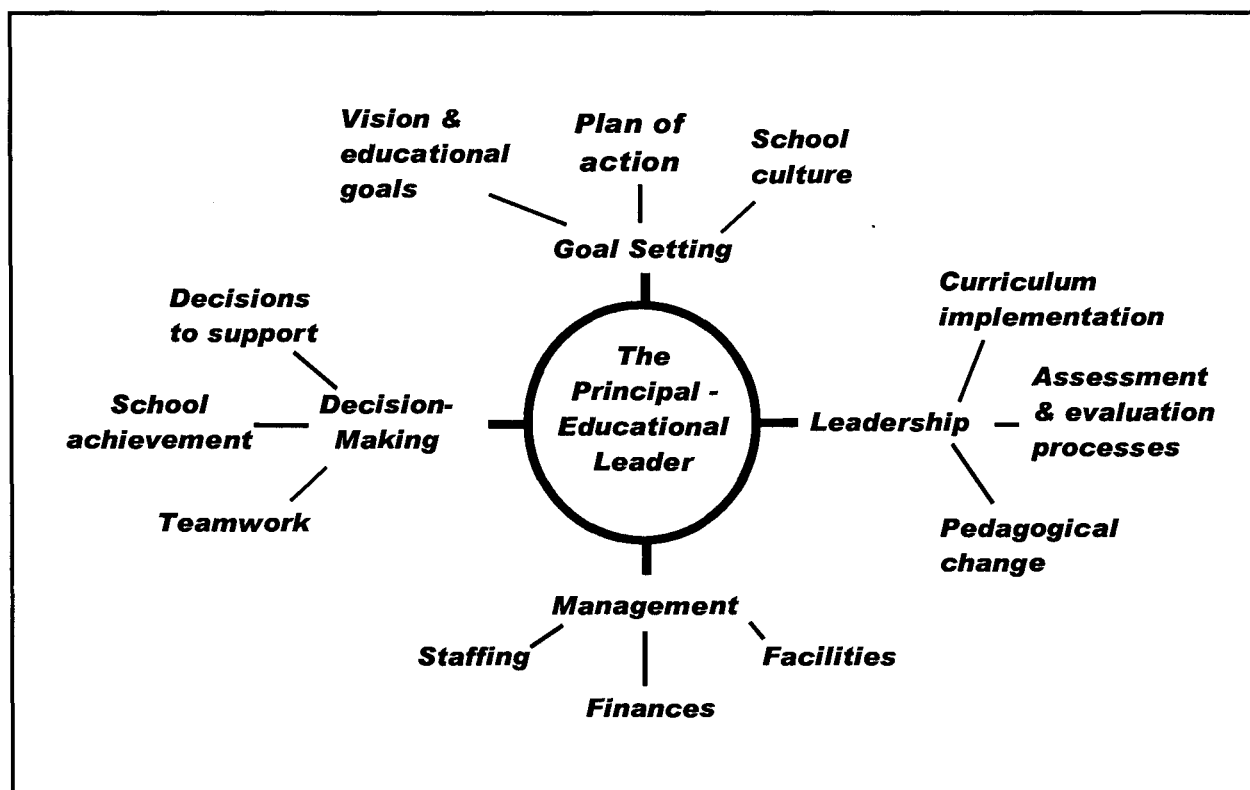 Vision &
educational
goals
Plan of
action
School
culture
Goal Setting
Decisions
to support
School
achievement
Decision-
Making
Teamwork
The
Principal -
Educational
Leader
Leadership
Curriculum
implementation
Assessment
& evaluation
processes
Pedagogical
change
Management
Staffing
Finances
Facilities